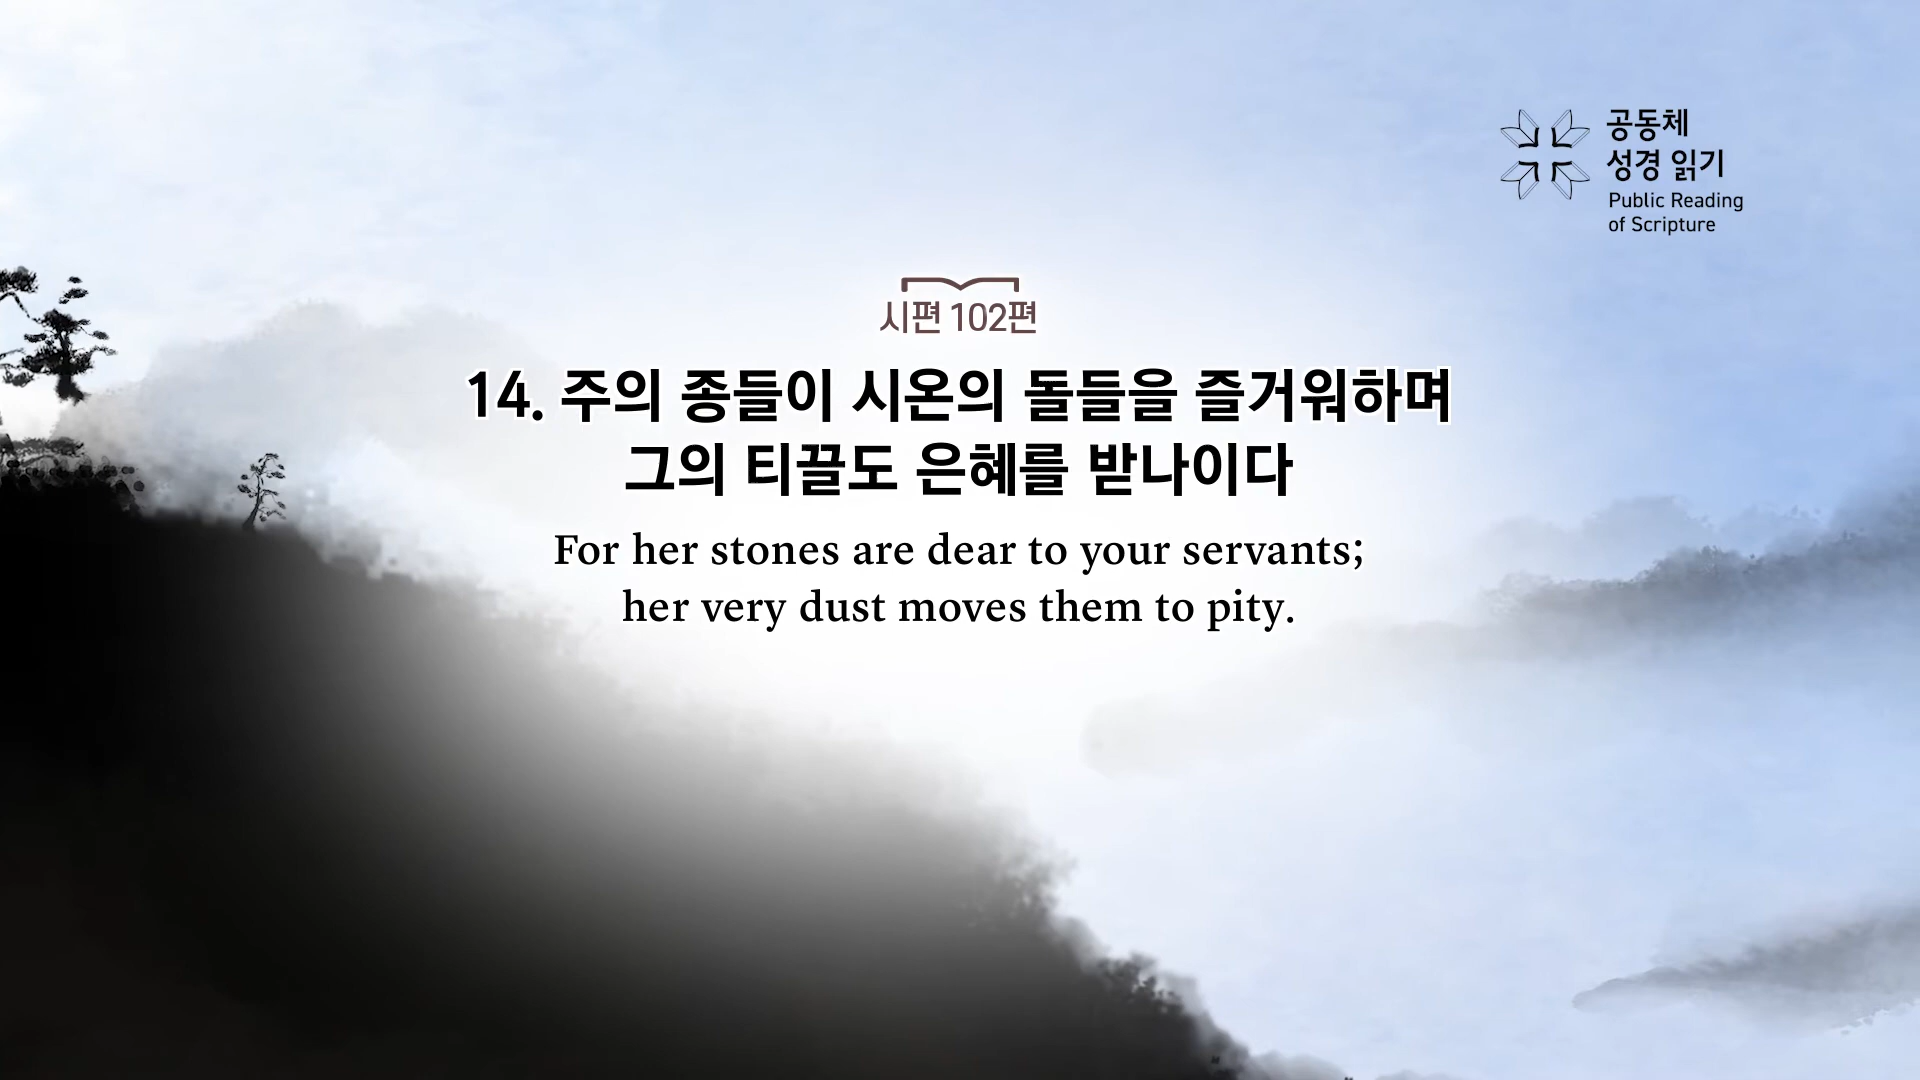 공동체
성경 읽기
Public Reading
of Scripture
시편 102편
14. 주의 종들이 시온의 돌들을 즐거워하며
그의 티끌도 은혜를 받나이다
For her stones are dear to your servants;
her very dust moves them to pity.